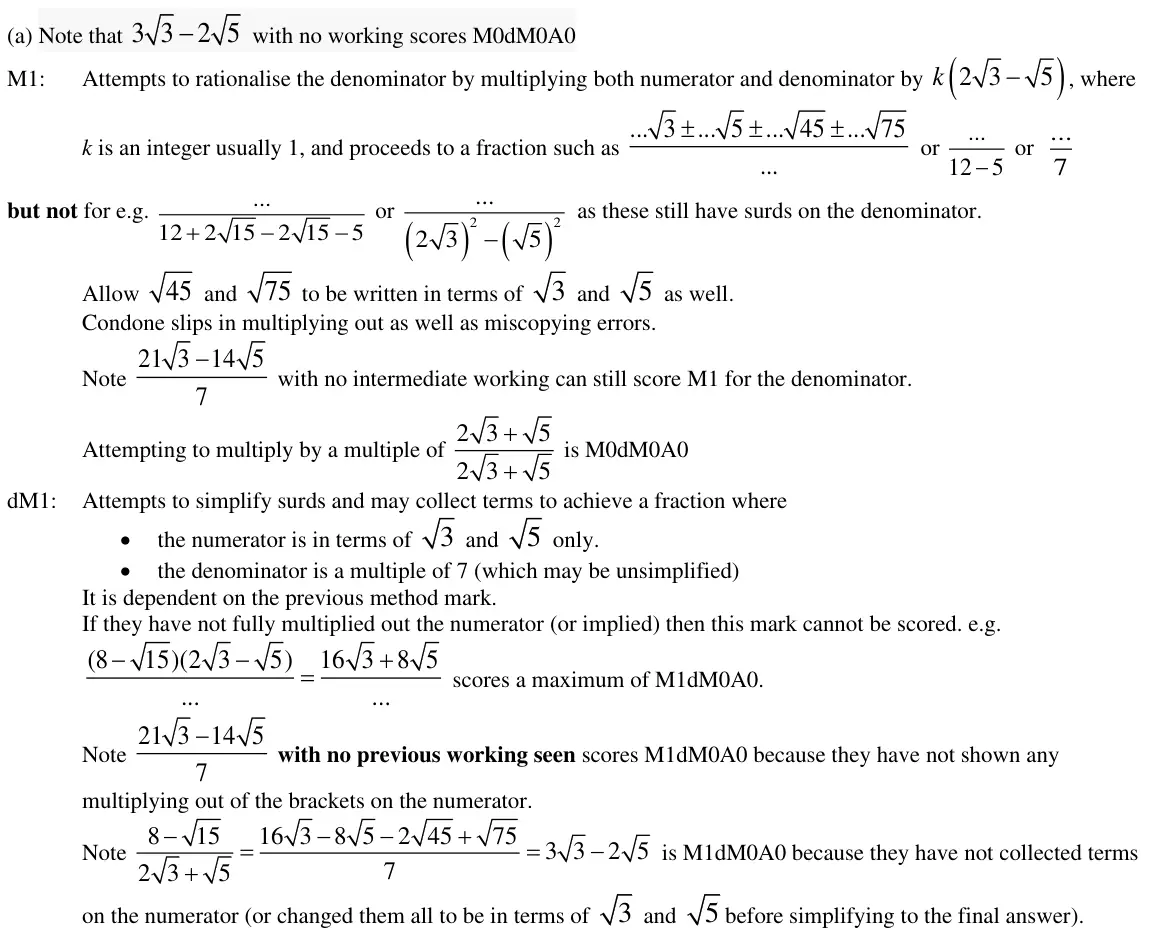 (a) Note that 3√3 − 2√5 with no working scores M0dM0A0
M1: Attempts to rationalise the denominator by multiplying both numerator and denominator by k(2√3 − √5), where
k is an integer usually 1, and proceeds to a fraction such as (...√3 ± ...√5 ± ...√45 ± ...√75)/... or .../(12 − 5) or .../7
but not for e.g. .../(12 + 2√15 − 2√15 − 5) or .../((2√3)² − (√5)²) as these still have surds on the denominator.
Allow √45 and √75 to be written in terms of √3 and √5 as well.
Condone slips in multiplying out as well as miscopying errors.
Note (21√3 − 14√5)/7 with no intermediate working can still score M1 for the denominator.
Attempting to multiply by a multiple of (2√3 + √5)/(2√3 + √5) is M0dM0A0
dM1: Attempts to simplify surds and may collect terms to achieve a fraction where
• the numerator is in terms of √3 and √5 only.
• the denominator is a multiple of 7 (which may be unsimplified)
It is dependent on the previous method mark.
If they have not fully multiplied out the numerator (or implied) then this mark cannot be scored. e.g.
(8 − √15)(2√3 − √5)/... = (16√3 + 8√5)/... scores a maximum of M1dM0A0.
Note (21√3 − 14√5)/7 with no previous working seen scores M1dM0A0 because they have not shown any
multiplying out of the brackets on the numerator.
Note (8 − √15)/(2√3 + √5) = (16√3 − 8√5 − 2√45 + √75)/7 = 3√3 − 2√5 is M1dM0A0 because they have not collected terms
on the numerator (or changed them all to be in terms of √3 and √5 before simplifying to the final answer).